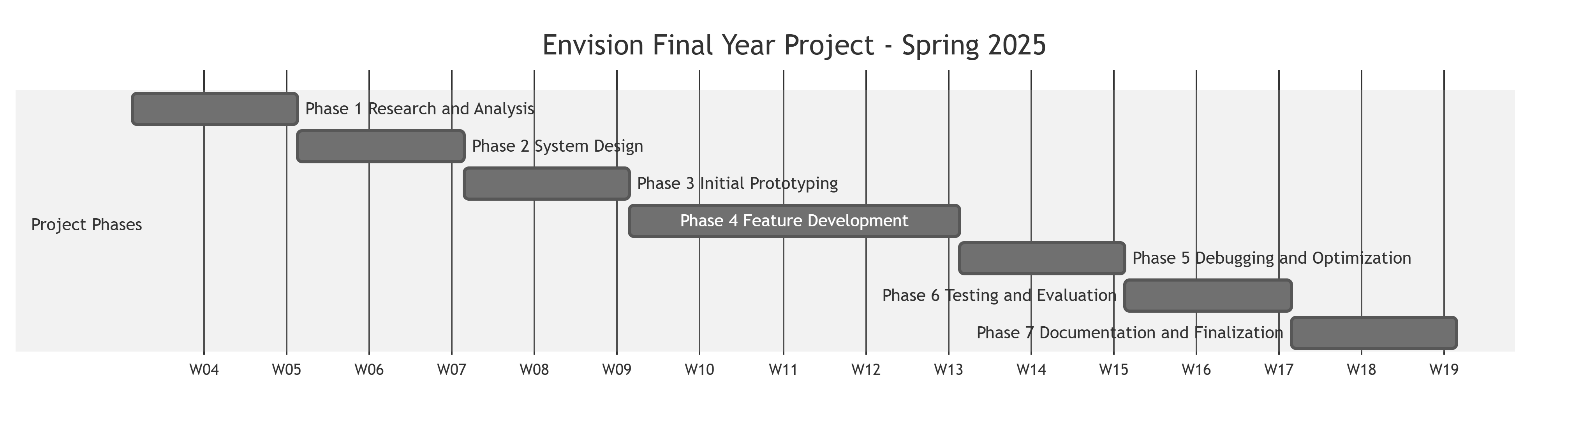 Envision Final Year Project - Spring 2025
Phase 1 Research and Analysis
Phase 2 System Design
Phase 3 Initial Prototyping
Phase 4 Feature Development
Project Phases
Phase 5 Debugging and Optimization
Phase 6 Testing and Evaluation
Phase 7 Documentation and Finalization
W04 W05 W06 W07 W08 W09 W10 W11 W12 W13 W14 W15 W16 W17 W18 W19